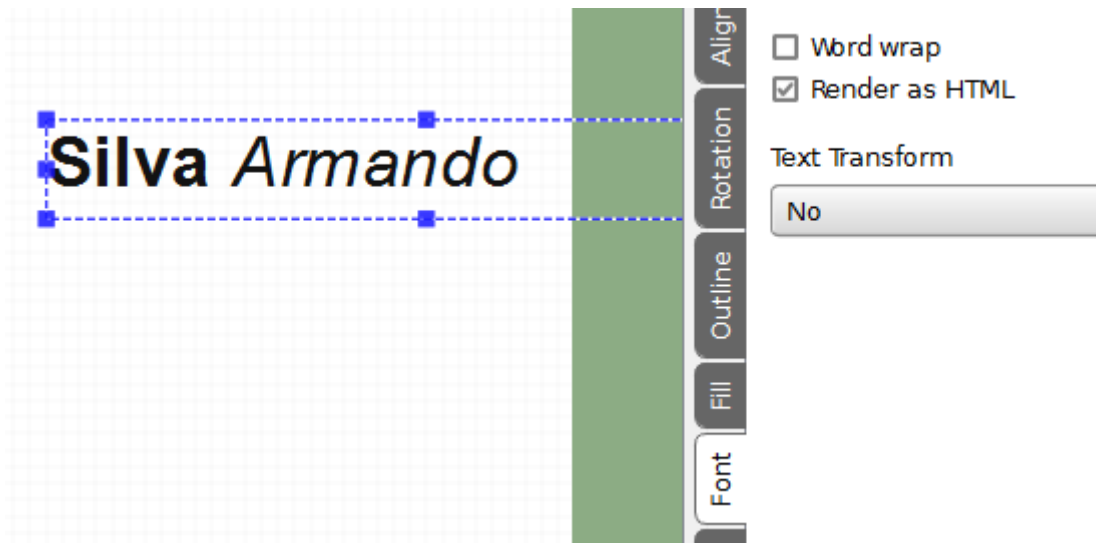 Silva Armando
Align
Rotation
Outline
Fill
Font
Word wrap
Render as HTML
Text Transform
No